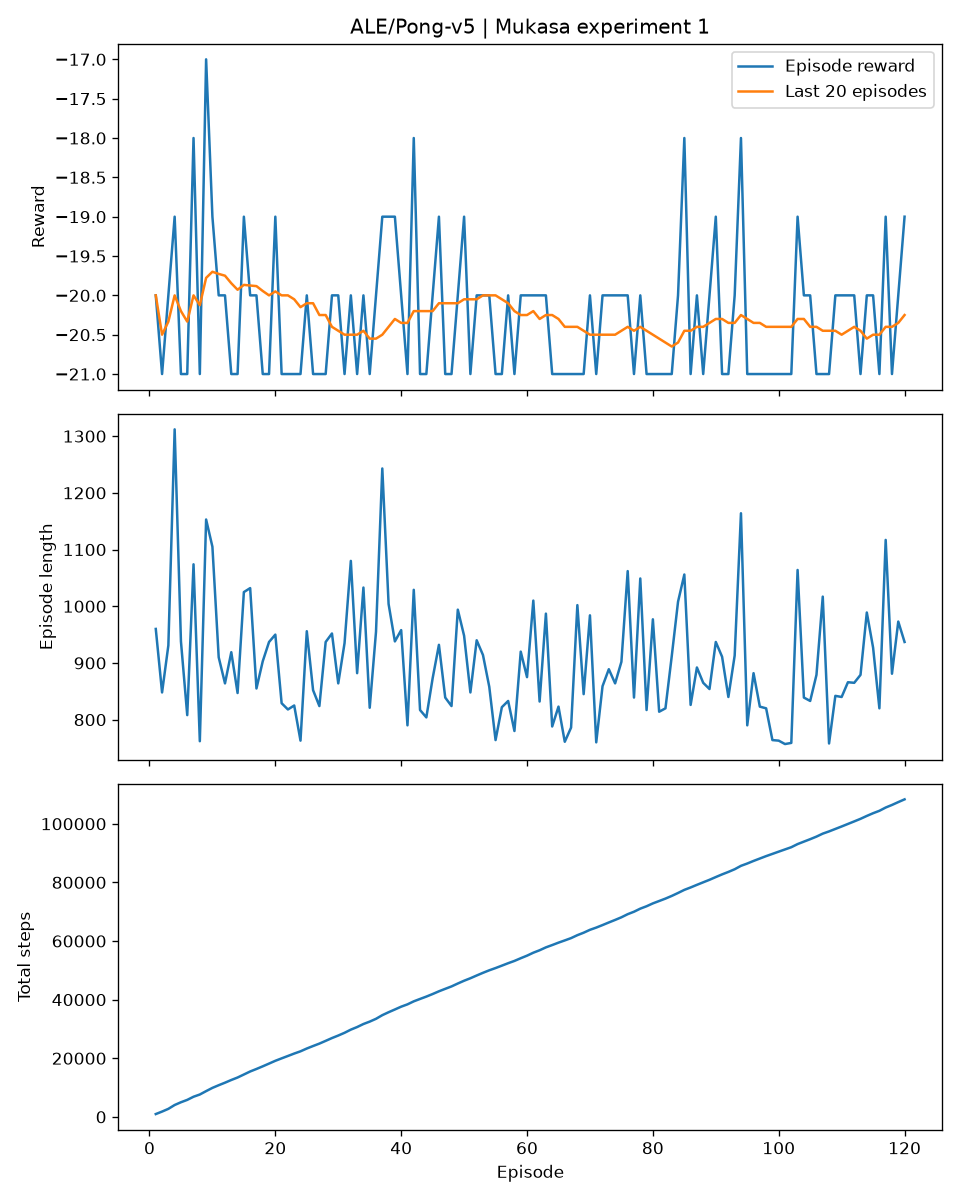 ALE/Pong-v5 | Mukasa experiment 1
Reward
−17.0
−17.5
−18.0
−18.5
−19.0
−19.5
−20.0
−20.5
−21.0
Episode reward
Last 20 episodes
Episode length
1300
1200
1100
1000
900
800
Total steps
100000
80000
60000
40000
20000
0
0 20 40 60 80 100 120
Episode